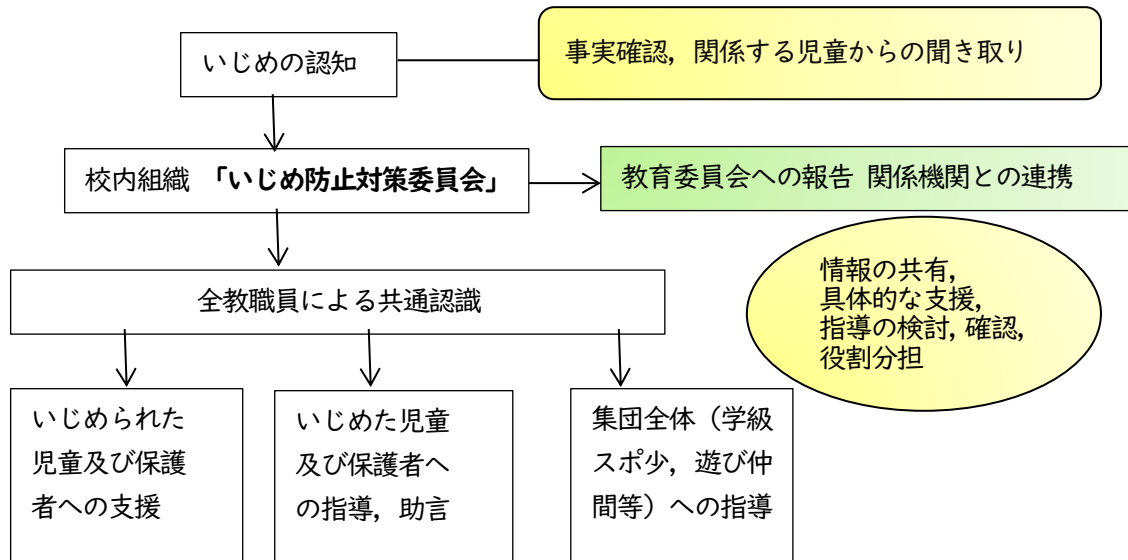 いじめの認知
事実確認，関係する児童からの聞き取り
校内組織 「いじめ防止対策委員会」
教育委員会への報告 関係機関との連携
情報の共有，
具体的な支援，
指導の検討，確認，
役割分担
全教職員による共通認識
いじめられた
児童及び保護
者への支援
いじめた児童
及び保護者へ
の指導，助言
集団全体（学級
スポ少，遊び仲
間等）への指導